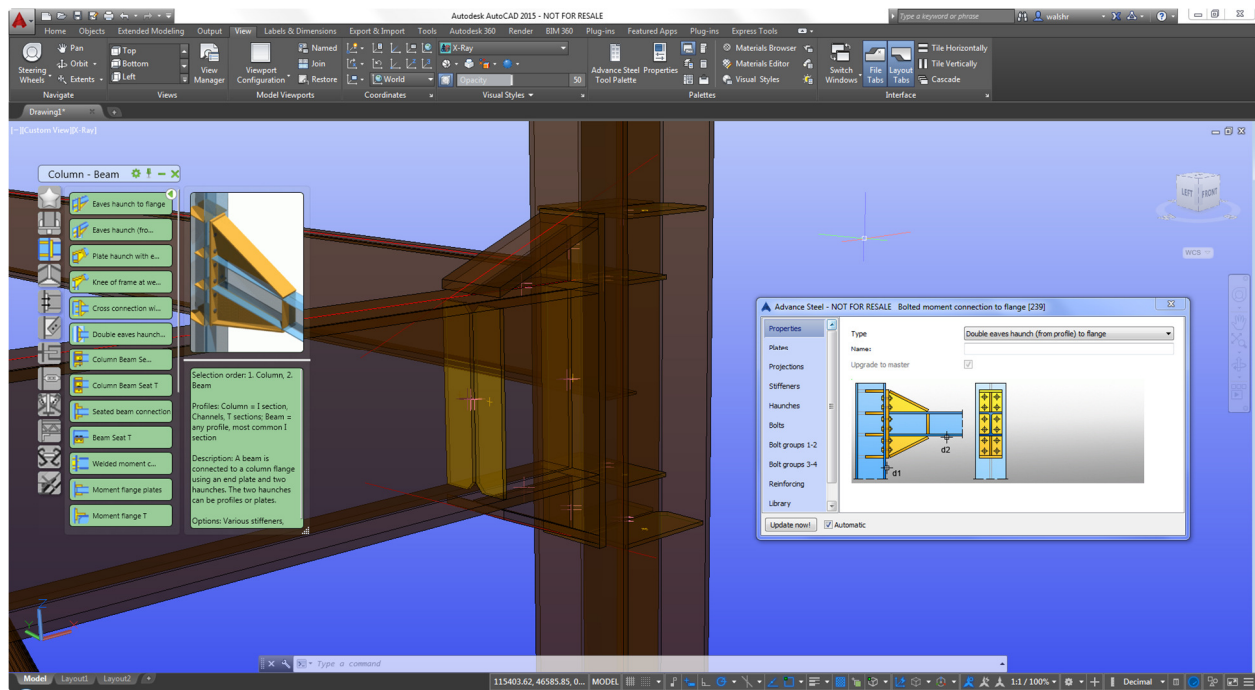 Autodesk AutoCAD 2015 - NOT FOR RESALE
Type a keyword or phrase
walshr
Home Objects Extended Modeling Output View Labels & Dimensions Export & Import Tools Autodesk 360 Render BIM 360 Plug-ins Featured Apps Plug-ins Express Tools
Steering Wheels
Pan
Orbit
Extents
Navigate
Top
Bottom
Left
View Manager
Views
Viewport Configuration
Named
Join
Restore
Model Viewports
World
Coordinates
X-Ray
Opacity 50
Visual Styles
Advance Steel Tool Palette
Properties
Materials Browser
Materials Editor
Visual Styles
Palettes
Switch Windows
File Tabs
Layout Tabs
Tile Horizontally
Tile Vertically
Cascade
Interface
Drawing1*
[-][Custom View][X-Ray]
Column - Beam
Eaves haunch to flange
Eaves haunch (fro...
Plate haunch with e...
Knee of frame at we...
Cross connection wi...
Double eaves haunch...
Column Beam Se...
Column Beam Seat T
Seated beam connection
Beam Seat T
Welded moment c...
Moment flange plates
Moment flange T
Selection order: 1. Column, 2.
Beam
Profiles: Column = I section,
Channels, T sections; Beam =
any profile, most common I
section
Description: A beam is
connected to a column flange
using an end plate and two
haunches. The two haunches
can be profiles or plates.
Options: Various stiffeners,
LEFT FRONT
WCS
Advance Steel - NOT FOR RESALE Bolted moment connection to flange [239]
Properties
Plates
Projections
Stiffeners
Haunches
Bolts
Bolt groups 1-2
Bolt groups 3-4
Reinforcing
Library
Type
Double eaves haunch (from profile) to flange
Name:
Upgrade to master
d2
d1
Update now!
Automatic
Z
Y
X
Type a command
Model Layout1 Layout2 +
115403.62, 46585.85, 0... MODEL
1:1 / 100%
Decimal